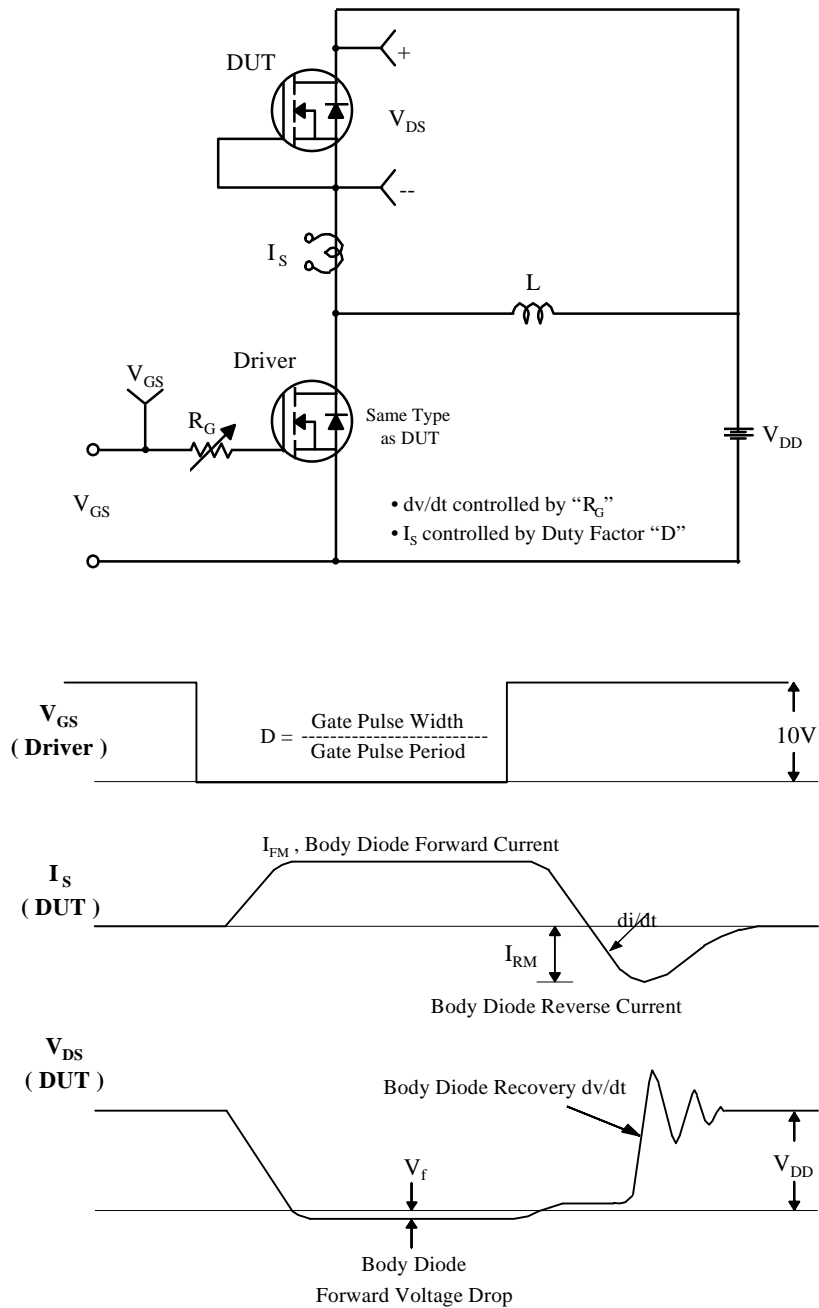 DUT
+
V_DS
--
I_S
L
Driver
V_GS
R_G
Same Type
as DUT
V_DD
V_GS
• dv/dt controlled by “R_G”
• I_S controlled by Duty Factor “D”
V_GS
( Driver )
D = Gate Pulse Width
--------------------------
Gate Pulse Period
10V
I_FM , Body Diode Forward Current
I_S
( DUT )
di/dt
I_RM
Body Diode Reverse Current
V_DS
( DUT )
Body Diode Recovery dv/dt
V_f
V_DD
Body Diode
Forward Voltage Drop